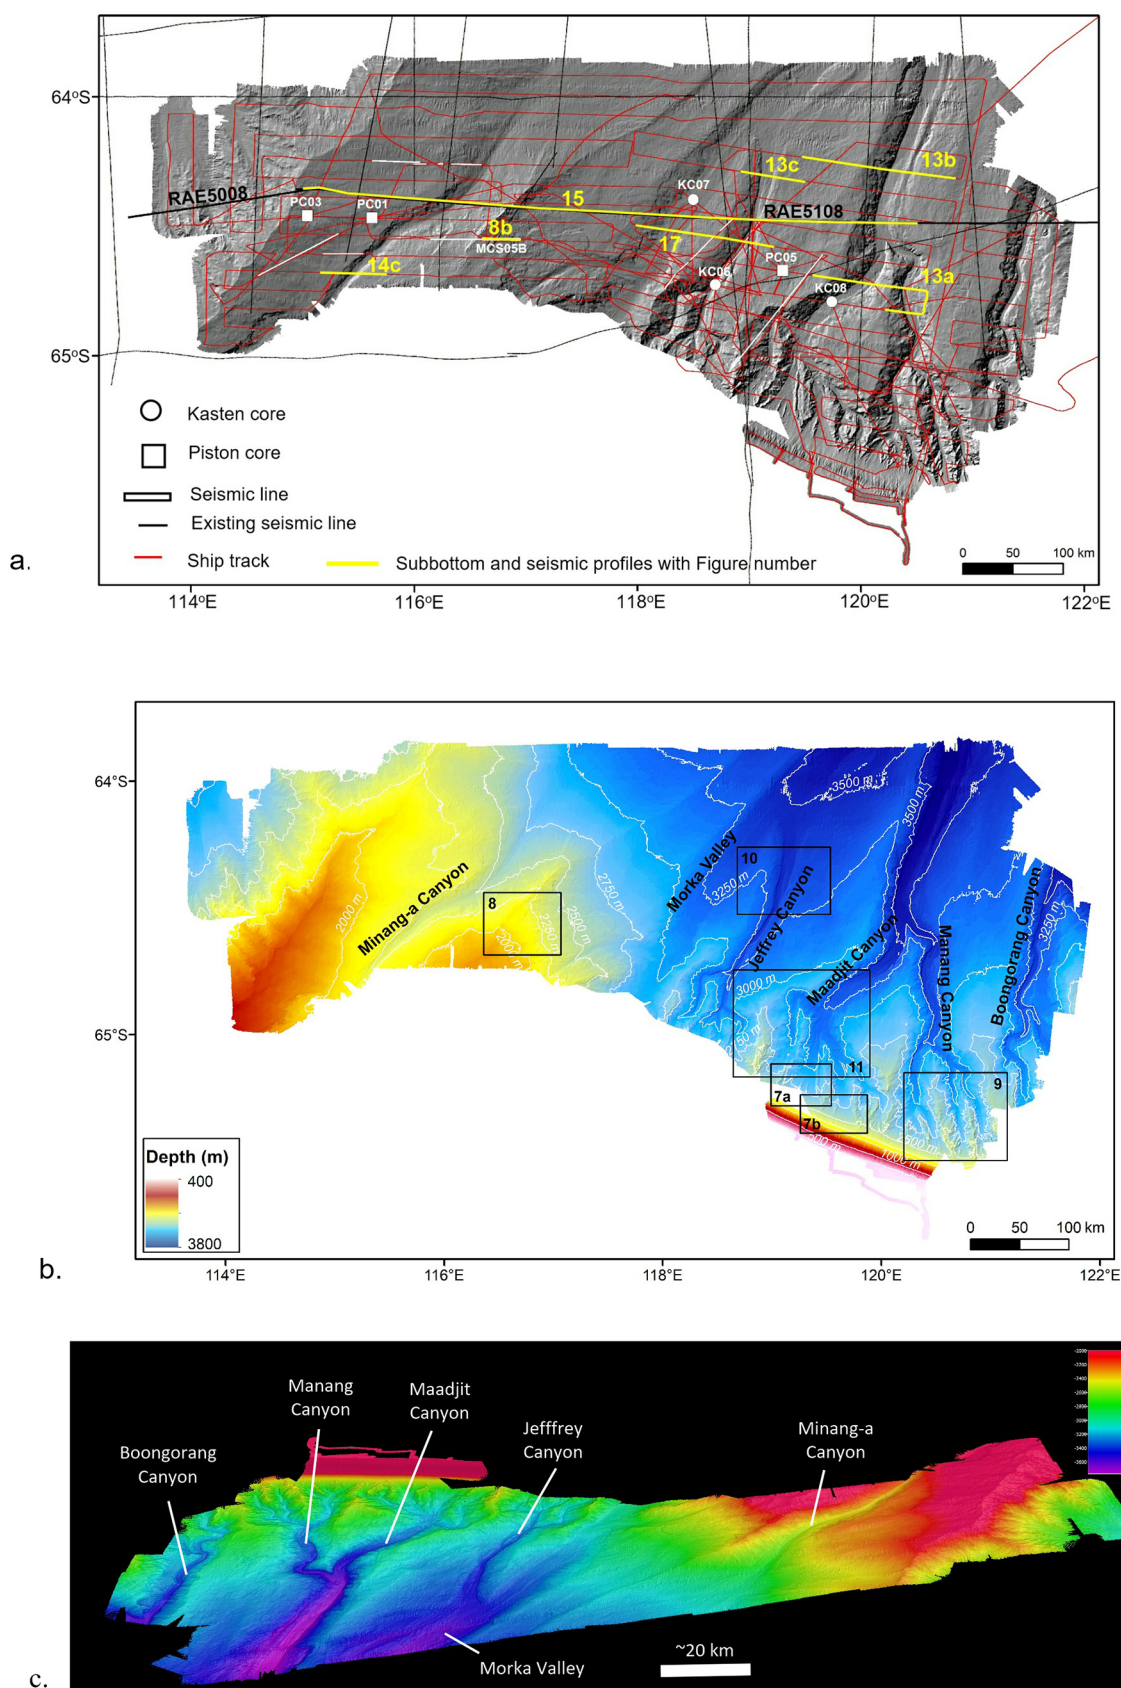 64°S
13b
13c
KC07
RAE5008
PC03
PC01
15
RAE5108
8b
MCS05B
17
PC05
14c
KC06
13a
KC08
65°S
Kasten core
Piston core
Seismic line
Existing seismic line
Ship track
Subbottom and seismic profiles with Figure number
0 50 100 km
a.
114°E 116°E 118°E 120°E 122°E
64°S
3500 m
3500 m
Morka Valley
10
2000 m
Minang-a Canyon
2750 m
3250 m
Jeffrey Canyon
8
2500 m
2250 m
2000 m
Boongorang Canyon
3250 m
Maadjit Canyon
Manang Canyon
3000 m
65°S
11
7a
9
7b
2500 m
1000 m
Depth (m)
400
3800
0 50 100 km
b.
114°E 116°E 118°E 120°E 122°E
Manang
Canyon
Maadjit
Canyon
Jefffrey
Canyon
Minang-a
Canyon
Boongorang
Canyon
~20 km
Morka Valley
c.